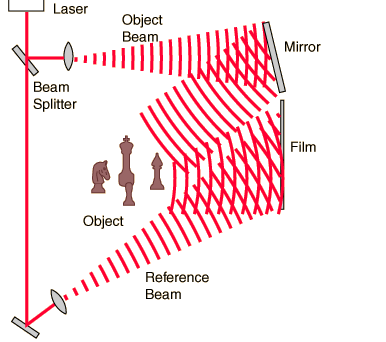 Laser
Object
Beam
Mirror
Beam
Splitter
Film
Object
Reference
Beam